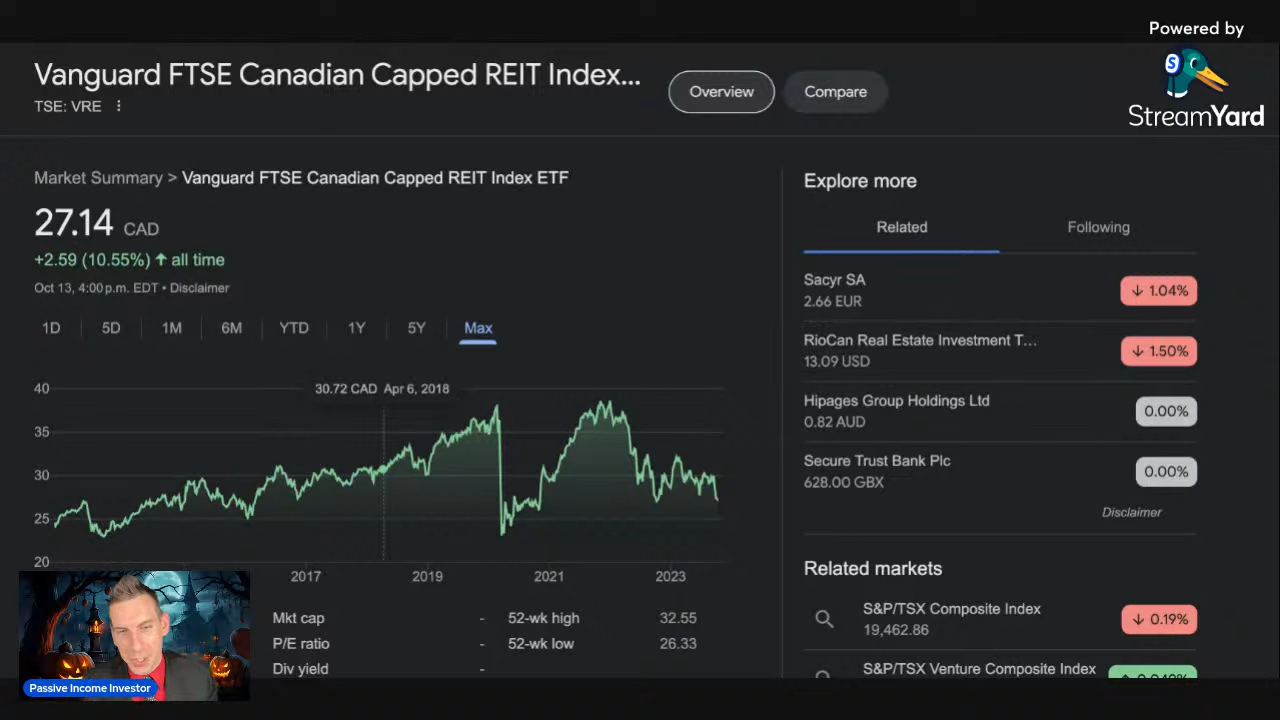 Powered by
StreamYard
Vanguard FTSE Canadian Capped REIT Index...
TSE: VRE
Overview
Compare
Market Summary > Vanguard FTSE Canadian Capped REIT Index ETF
27.14 CAD
+2.59 (10.55%) ↑ all time
Oct 13, 4:00 p.m. EDT • Disclaimer
1D 5D 1M 6M YTD 1Y 5Y Max
30.72 CAD Apr 6, 2018
40
35
30
25
20
2017 2019 2021 2023
Mkt cap - 52-wk high 32.55
P/E ratio - 52-wk low 26.33
Div yield -
Explore more
Related Following
Sacyr SA
2.66 EUR
↓ 1.04%
RioCan Real Estate Investment T...
13.09 USD
↓ 1.50%
Hipages Group Holdings Ltd
0.82 AUD
0.00%
Secure Trust Bank Plc
628.00 GBX
0.00%
Disclaimer
Related markets
S&P/TSX Composite Index
19,462.86
↓ 0.19%
S&P/TSX Venture Composite Index
Passive Income Investor